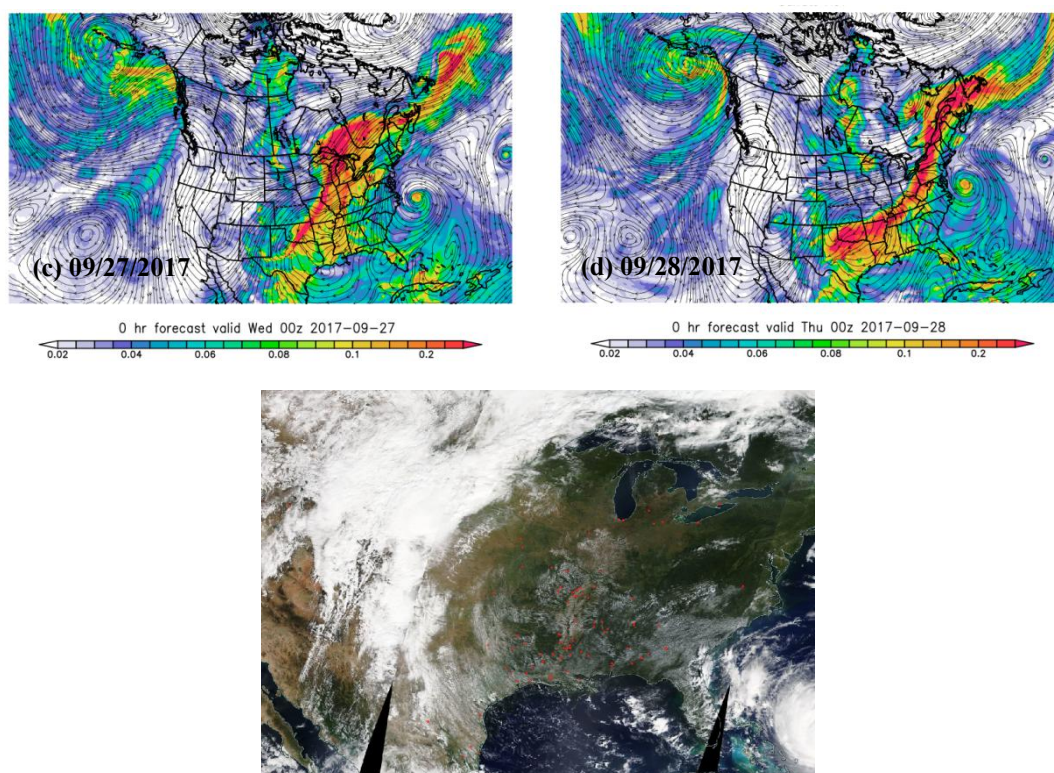 (c) 09/27/2017
(d) 09/28/2017
0 hr forecast valid Wed 00z 2017-09-27
0.02 0.04 0.06 0.08 0.1 0.2
0 hr forecast valid Thu 00z 2017-09-28
0.02 0.04 0.06 0.08 0.1 0.2